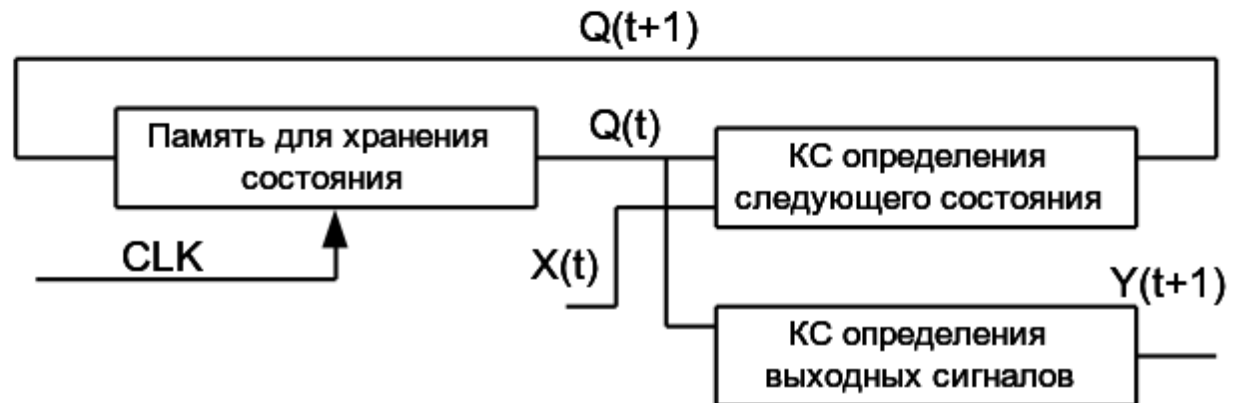 Q(t+1)
Память для хранения
состояния
Q(t)
КС определения
следующего состояния
CLK
X(t)
Y(t+1)
КС определения
выходных сигналов